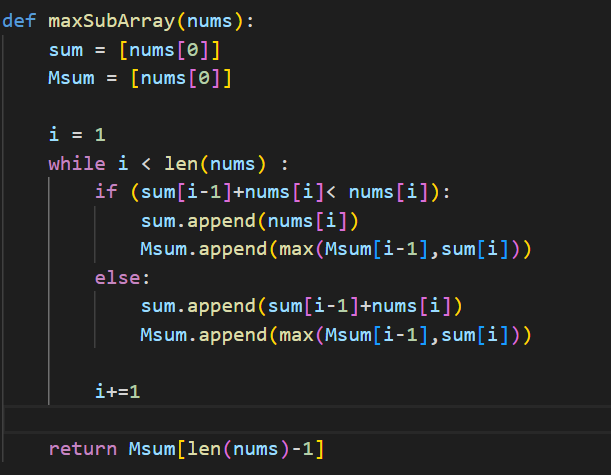 def maxSubArray(nums):
    sum = [nums[0]]
    Msum = [nums[0]]
    i = 1
    while i < len(nums) :
        if (sum[i-1]+nums[i]< nums[i]):
            sum.append(nums[i])
            Msum.append(max(Msum[i-1],sum[i]))
        else:
            sum.append(sum[i-1]+nums[i])
            Msum.append(max(Msum[i-1],sum[i]))
        i+=1
    return Msum[len(nums)-1]